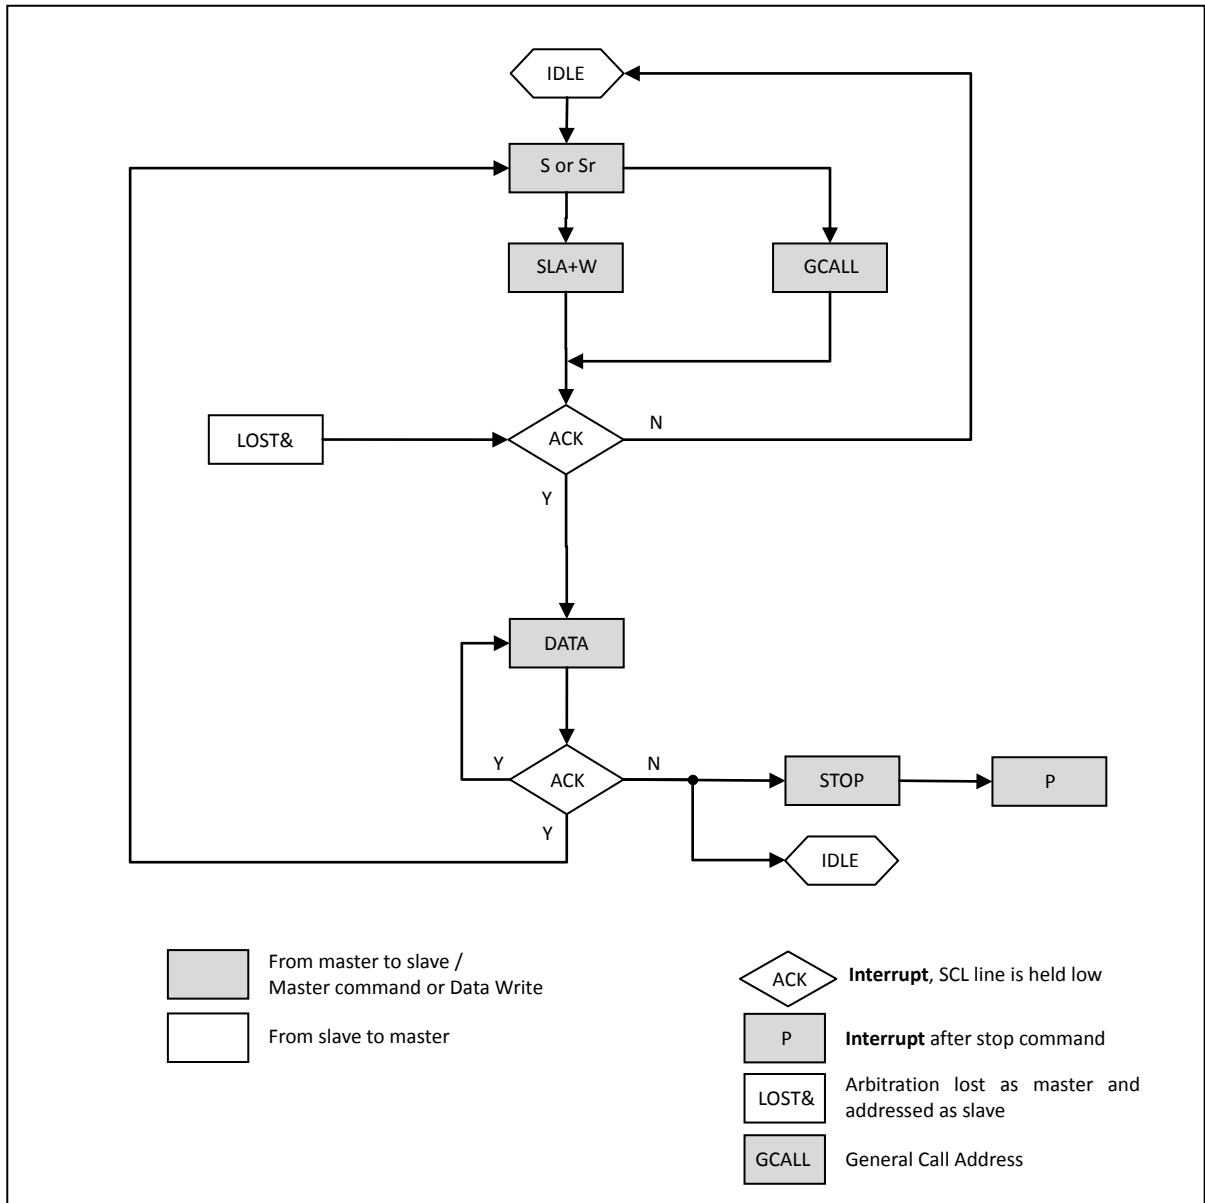 IDLE
S or Sr
SLA+W
GCALL
LOST&
ACK
N
Y
DATA
Y
ACK
N
STOP
P
Y
IDLE
From master to slave /
Master command or Data Write
From slave to master
ACK
Interrupt, SCL line is held low
P
Interrupt after stop command
LOST&
Arbitration lost as master and
addressed as slave
GCALL
General Call Address